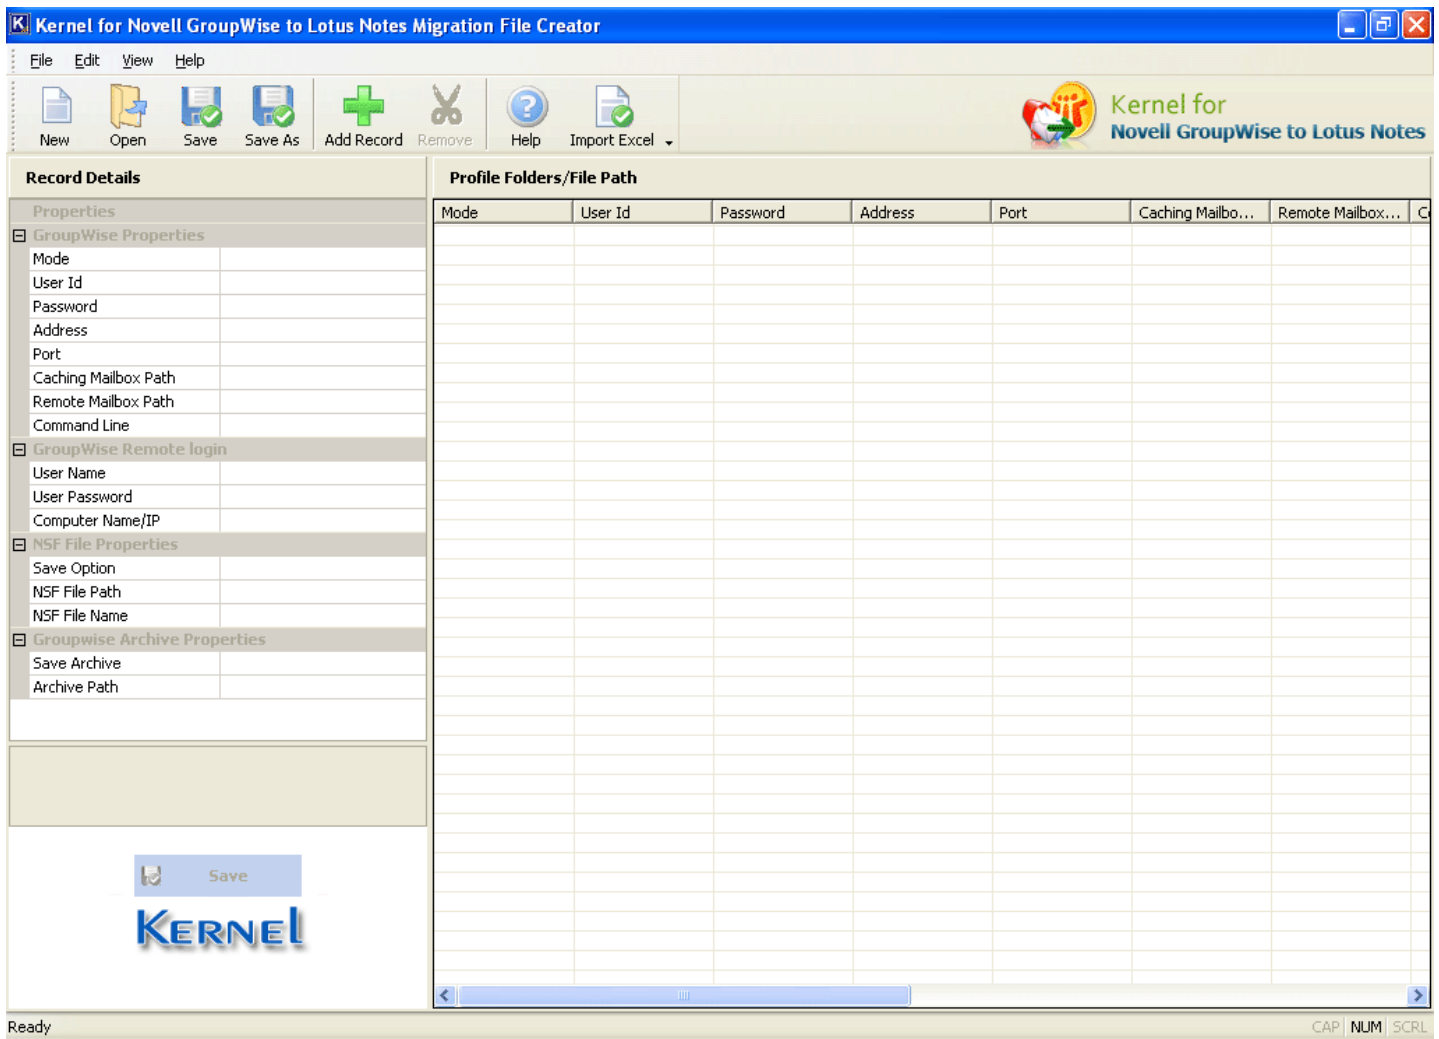 Kernel for Novell GroupWise to Lotus Notes Migration File Creator
File Edit View Help
New Open Save Save As Add Record Remove Help Import Excel
Kernel for
Novell GroupWise to Lotus Notes
Record Details
Profile Folders/File Path
Properties
Mode User Id Password Address Port Caching Mailbo... Remote Mailbox...
GroupWise Properties
Mode
User Id
Password
Address
Port
Caching Mailbox Path
Remote Mailbox Path
Command Line
GroupWise Remote login
User Name
User Password
Computer Name/IP
NSF File Properties
Save Option
NSF File Path
NSF File Name
Groupwise Archive Properties
Save Archive
Archive Path
Save
KERNEL
Ready
CAP NUM SCRL